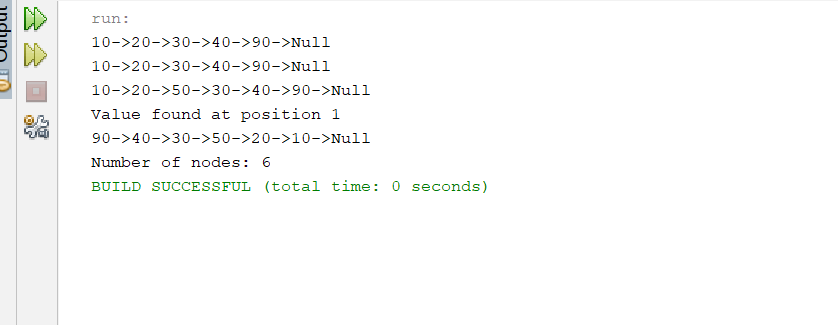 Output
run:
10->20->30->40->90->Null
10->20->30->40->90->Null
10->20->50->30->40->90->Null
Value found at position 1
90->40->30->50->20->10->Null
Number of nodes: 6
BUILD SUCCESSFUL (total time: 0 seconds)